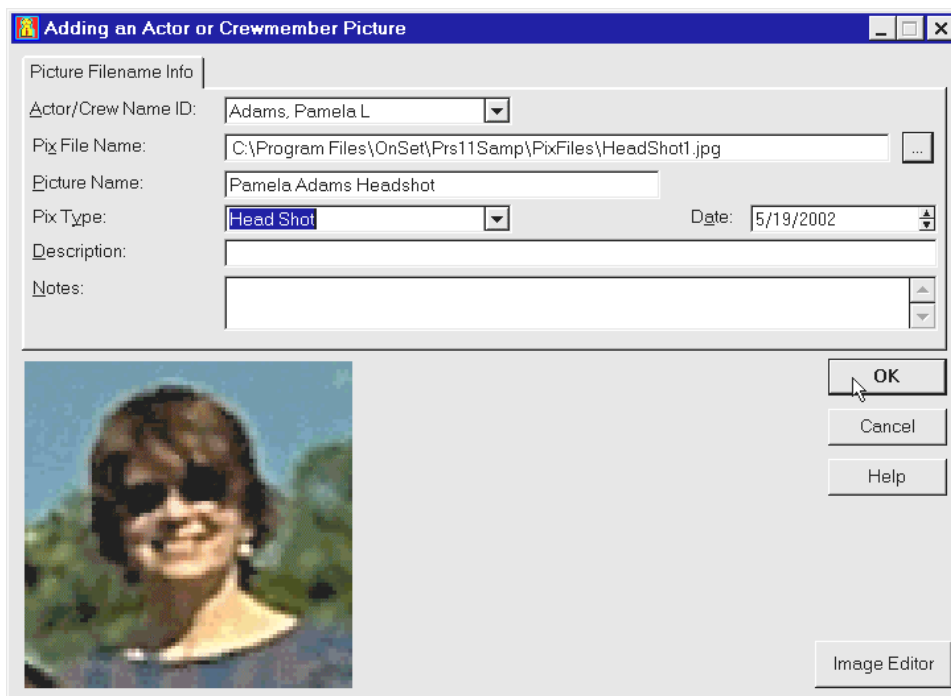 Adding an Actor or Crewmember Picture
Picture Filename Info
Actor/Crew Name ID: Adams, Pamela L
Pix File Name: C:\Program Files\OnSet\Prs11Samp\PixFiles\HeadShot1.jpg ...
Picture Name: Pamela Adams Headshot
Pix Type: Head Shot Date: 5/19/2002
Description:
Notes:
OK
Cancel
Help
Image Editor